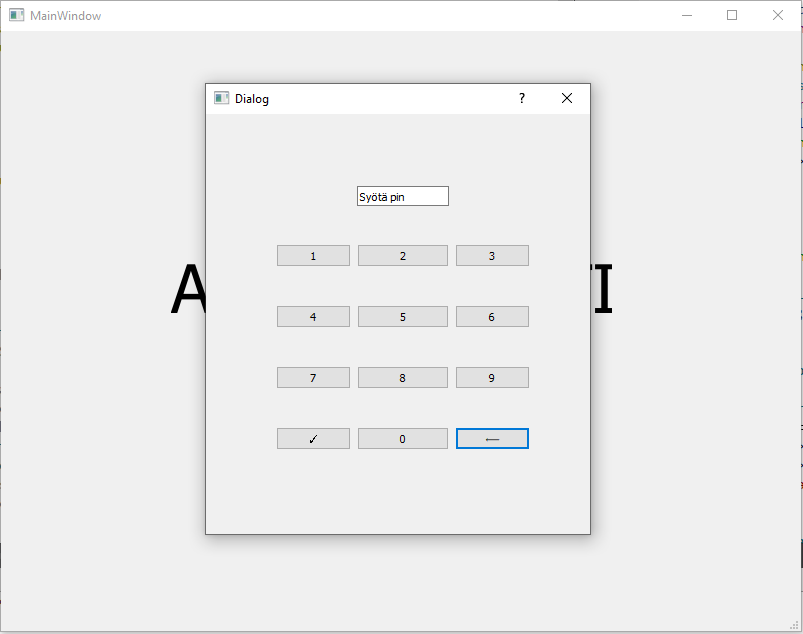 MainWindow
Dialog
?
Syötä pin
1 2 3
4 5 6
7 8 9
✓ 0 ←